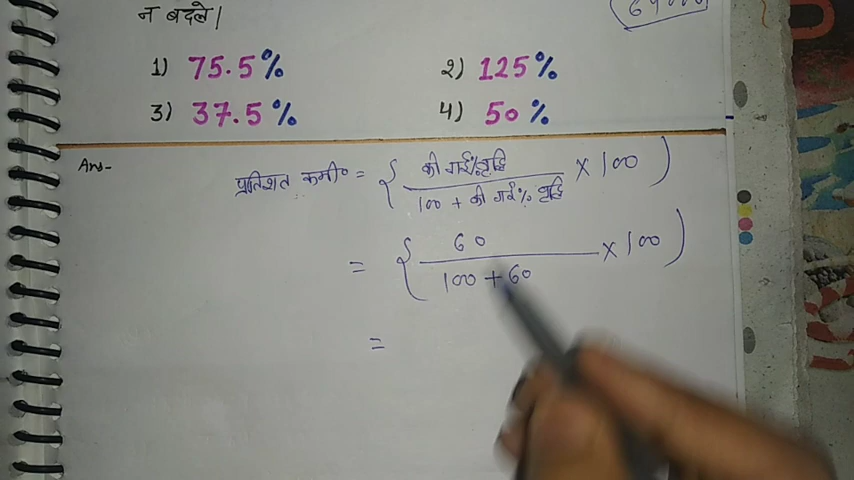 न बदले।
1) 75.5% 2) 125%
3) 37.5% 4) 50%
Ans-
प्रतिशत कमी० = { की गई % वृद्धि / 100 + की गई % वृद्धि × 100 )
= { 60 / 100 + 60 × 100 )
=